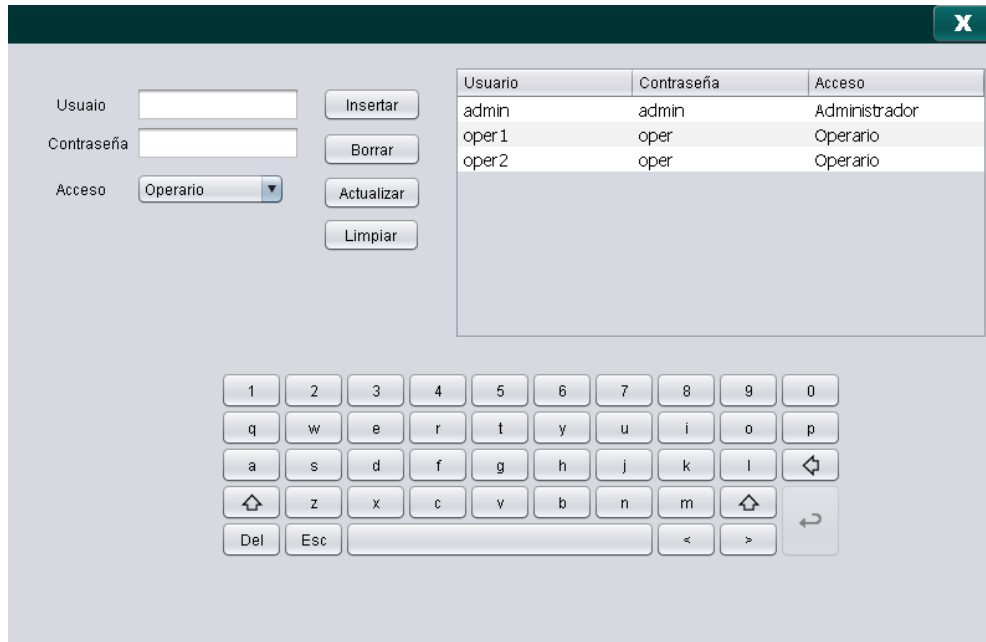 X
Usuaio
Contraseña
Acceso Operario
Insertar
Borrar
Actualizar
Limpiar
Usuario Contraseña Acceso
admin admin Administrador
oper1 oper Operario
oper2 oper Operario
1 2 3 4 5 6 7 8 9 0
q w e r t y u i o p
a s d f g h j k l
z x c v b n m
Del Esc < >